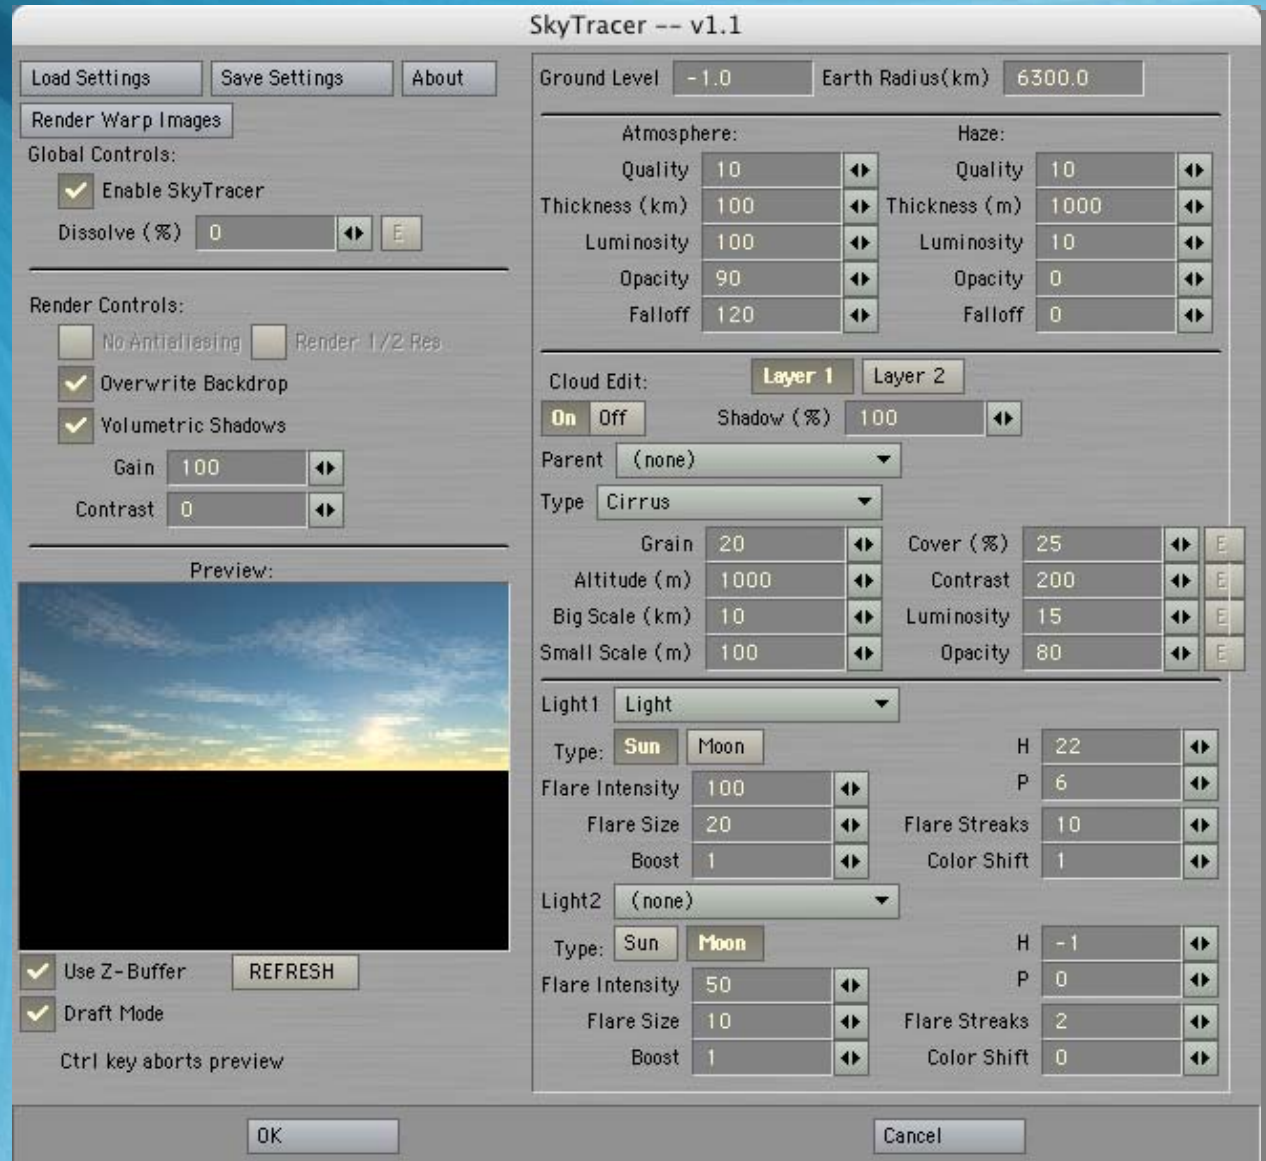 SkyTracer -- v1.1
Load Settings
Save Settings
About
Render Warp Images
Global Controls:
Enable SkyTracer
Dissolve (%) 0 E
Render Controls:
No Antialiasing Render 1/2 Res
Overwrite Backdrop
Volumetric Shadows
Gain 100
Contrast 0
Preview:
Use Z-Buffer REFRESH
Draft Mode
Ctrl key aborts preview
Ground Level -1.0 Earth Radius(km) 6300.0
Atmosphere: Haze:
Quality 10 Quality 10
Thickness (km) 100 Thickness (m) 1000
Luminosity 100 Luminosity 10
Opacity 90 Opacity 0
Falloff 120 Falloff 0
Cloud Edit: Layer 1 Layer 2
On Off Shadow (%) 100
Parent (none)
Type Cirrus
Grain 20 Cover (%) 25 E
Altitude (m) 1000 Contrast 200 E
Big Scale (km) 10 Luminosity 15 E
Small Scale (m) 100 Opacity 80 E
Light1 Light
Type: Sun Moon H 22
Flare Intensity 100 P 6
Flare Size 20 Flare Streaks 10
Boost 1 Color Shift 1
Light2 (none)
Type: Sun Moon H -1
Flare Intensity 50 P 0
Flare Size 10 Flare Streaks 2
Boost 1 Color Shift 0
OK Cancel